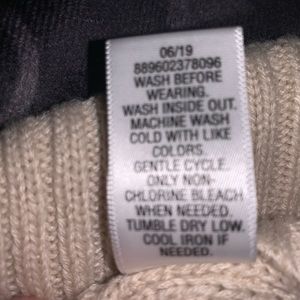 06/19
889602378096
WASH BEFORE
WEARING.
WASH INSIDE OUT.
MACHINE WASH
COLD WITH LIKE
COLORS.
GENTLE CYCLE.
ONLY NON-
CHLORINE BLEACH
WHEN NEEDED.
TUMBLE DRY LOW.
COOL IRON IF
NEEDED.